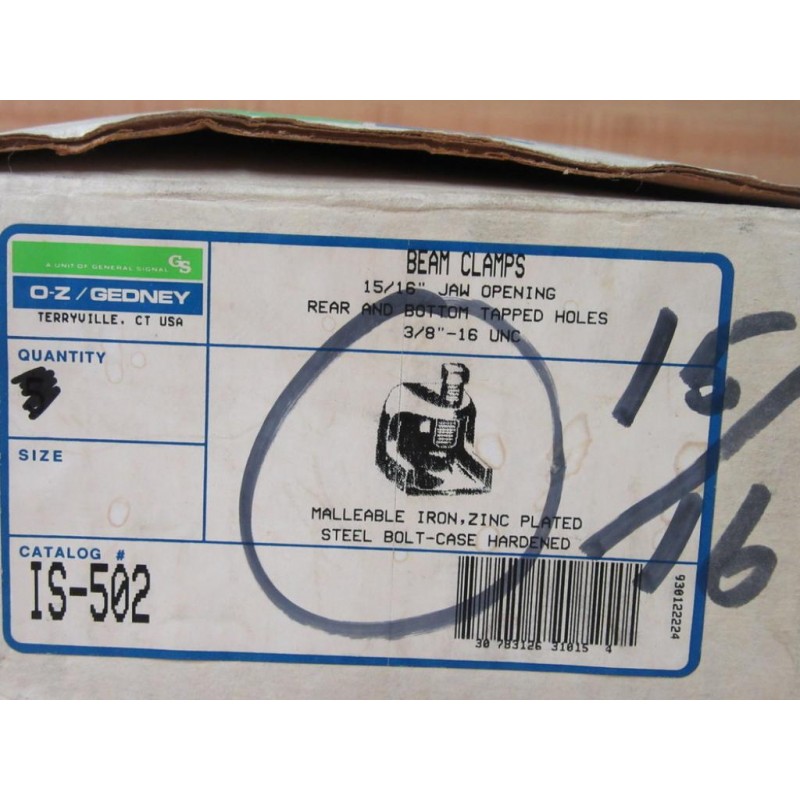 A UNIT OF GENERAL SIGNAL GS
O-Z/GEDNEY
TERRYVILLE, CT USA
BEAM CLAMPS
15/16" JAW OPENING
REAR AND BOTTOM TAPPED HOLES
3/8"-16 UNC
QUANTITY
SIZE
MALLEABLE IRON,ZINC PLATED
STEEL BOLT-CASE HARDENED
CATALOG #
IS-502
30 783126 31015 4
930122224
15/16